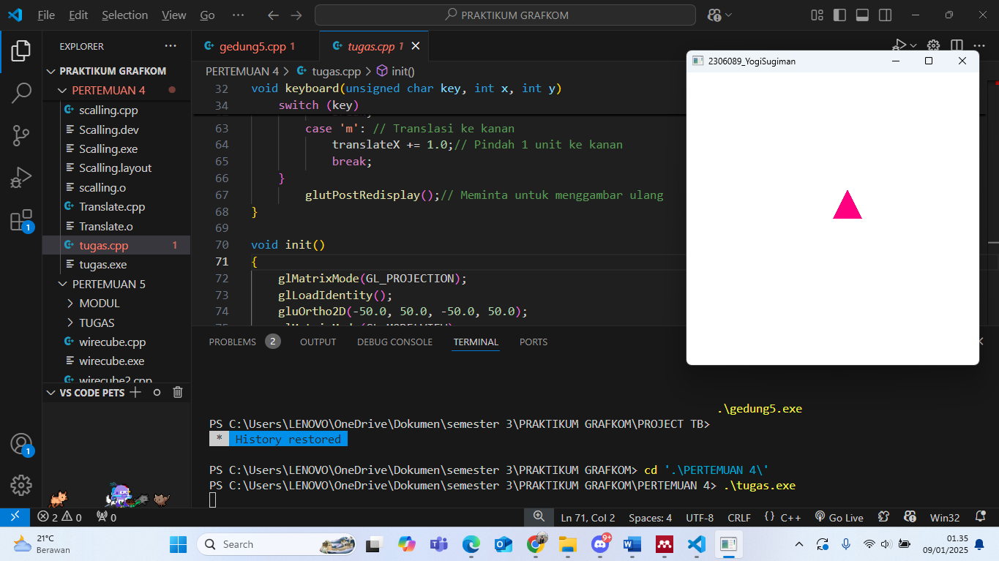 File Edit Selection View Go ··· PRAKTIKUM GRAFKOM
EXPLORER ···
PRAKTIKUM GRAFKOM
PERTEMUAN 4
scalling.cpp
Scalling.dev
Scalling.exe
Scalling.layout
scalling.o
Translate.cpp
Translate.o
tugas.cpp 1
tugas.exe
PERTEMUAN 5
MODUL
TUGAS
wirecube.cpp
wirecube.exe
wirecube2.cpp
VS CODE PETS
1
1
gedung5.cpp 1 tugas.cpp 1
PERTEMUAN 4 > tugas.cpp > init()
32 void keyboard(unsigned char key, int x, int y)
34 switch (key)
63 case 'm': // Translasi ke kanan
64 translateX += 1.0;// Pindah 1 unit ke kanan
65 break;
66 }
67 glutPostRedisplay();// Meminta untuk menggambar ulang
68 }
69
70 void init()
71 {
72 glMatrixMode(GL_PROJECTION);
73 glLoadIdentity();
74 gluOrtho2D(-50.0, 50.0, -50.0, 50.0);
2306089_YogiSugiman
PROBLEMS 2 OUTPUT DEBUG CONSOLE TERMINAL PORTS
.\gedung5.exe
PS C:\Users\LENOVO\OneDrive\Dokumen\semester 3\PRAKTIKUM GRAFKOM\PROJECT TB>
* History restored
PS C:\Users\LENOVO\OneDrive\Dokumen\semester 3\PRAKTIKUM GRAFKOM> cd '.\PERTEMUAN 4\'
PS C:\Users\LENOVO\OneDrive\Dokumen\semester 3\PRAKTIKUM GRAFKOM\PERTEMUAN 4> .\tugas.exe
2 0 0 Ln 71, Col 2 Spaces: 4 UTF-8 CRLF {} C++ Go Live Win32
21°C
Berawan
Search
9+
01.35
09/01/2025